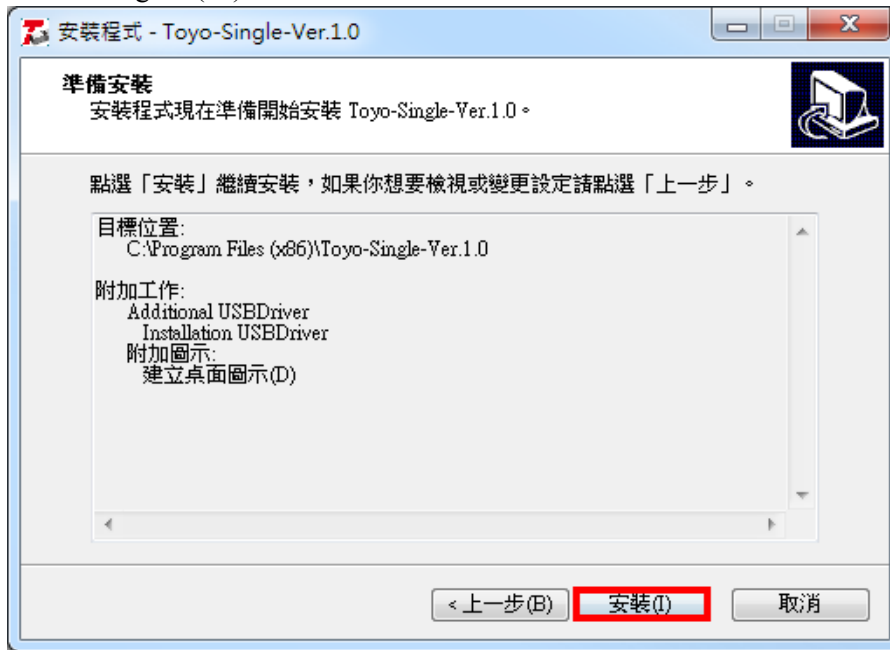 安裝程式 - Toyo-Single-Ver.1.0
準備安裝
安裝程式現在準備開始安裝 Toyo-Single-Ver.1.0。
點選「安裝」繼續安裝，如果你想要檢視或變更設定請點選「上一步」。
目標位置:
C:\Program Files (x86)\Toyo-Single-Ver.1.0
附加工作:
Additional USBDriver
Installation USBDriver
附加圖示:
建立桌面圖示(D)
< 上一步(B) 安裝(I) 取消